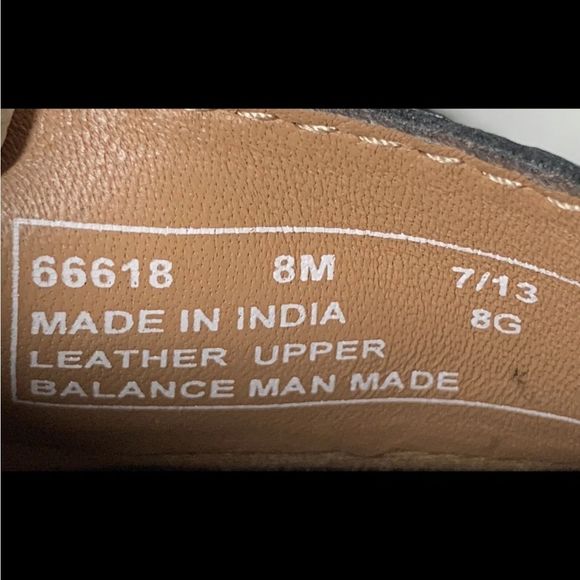 66618 8M 7/13
MADE IN INDIA 8G
LEATHER UPPER
BALANCE MAN MADE